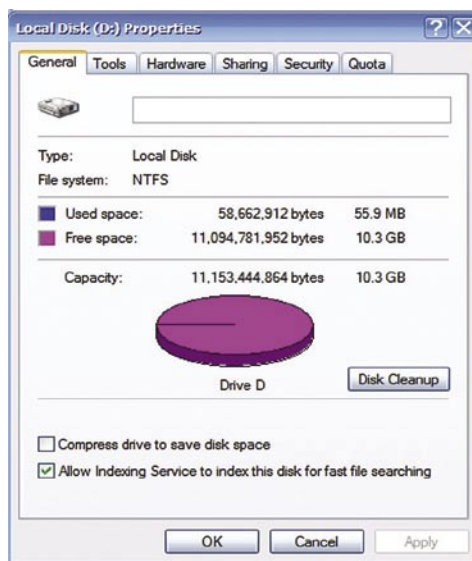 Local Disk (D:) Properties
General Tools Hardware Sharing Security Quota
Type: Local Disk
File system: NTFS
Used space: 58,662,912 bytes 55.9 MB
Free space: 11,094,781,952 bytes 10.3 GB
Capacity: 11,153,444,864 bytes 10.3 GB
Drive D
Disk Cleanup
Compress drive to save disk space
Allow Indexing Service to index this disk for fast file searching
OK Cancel Apply